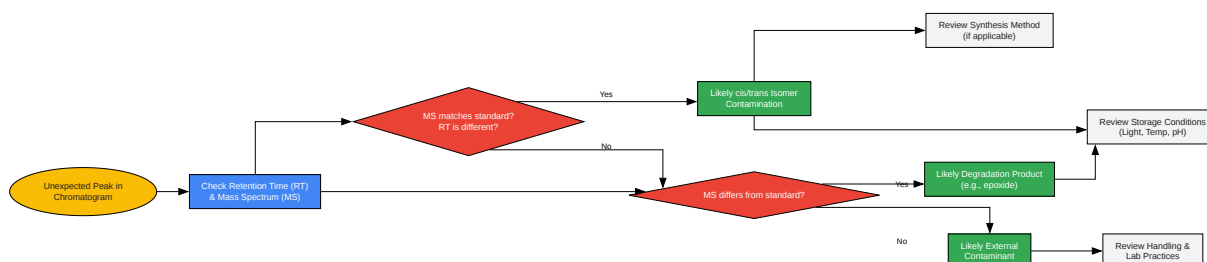 Review Synthesis Method
(if applicable)
Yes
Likely cis/trans Isomer
Contamination
MS matches standard?
RT is different?
Review Storage Conditions
(Light, Temp, pH)
No
Unexpected Peak in
Chromatogram
Check Retention Time (RT)
& Mass Spectrum (MS)
MS differs from standard?
Yes
Likely Degradation Product
(e.g., epoxide)
No
Likely External
Contaminant
Review Handling &
Lab Practices